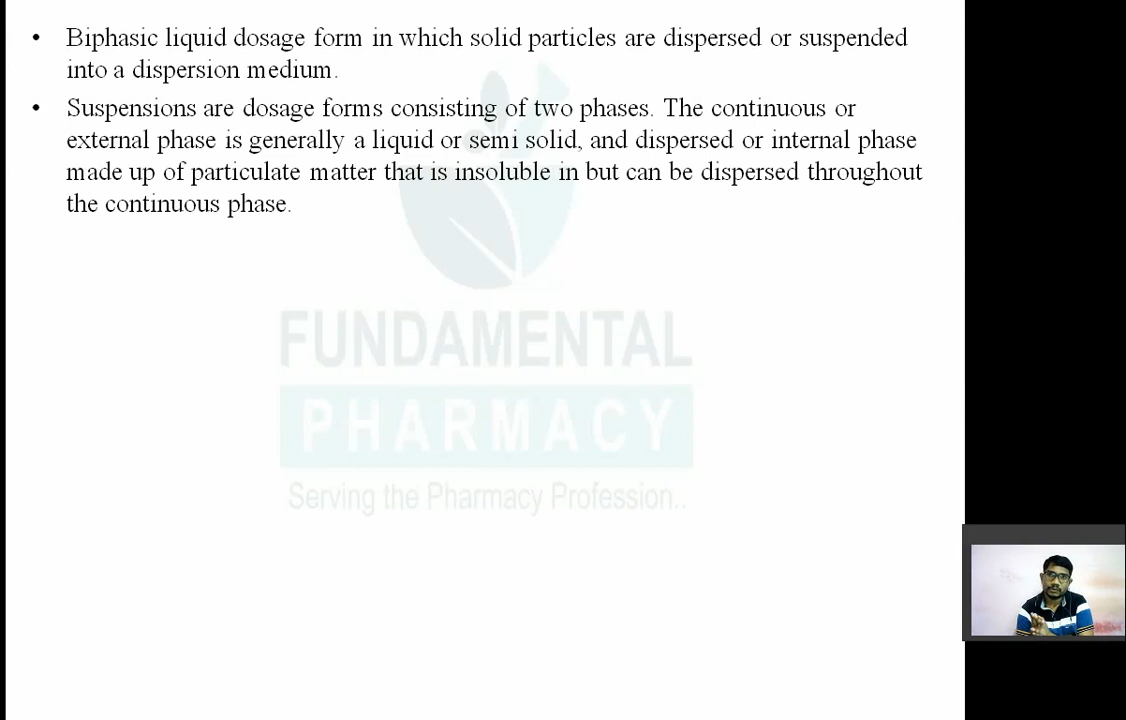 • Biphasic liquid dosage form in which solid particles are dispersed or suspended
into a dispersion medium.
• Suspensions are dosage forms consisting of two phases. The continuous or
external phase is generally a liquid or semi solid, and dispersed or internal phase
made up of particulate matter that is insoluble in but can be dispersed throughout
the continuous phase.
FUNDAMENTAL
PHARMACY
Serving the Pharmacy Profession..